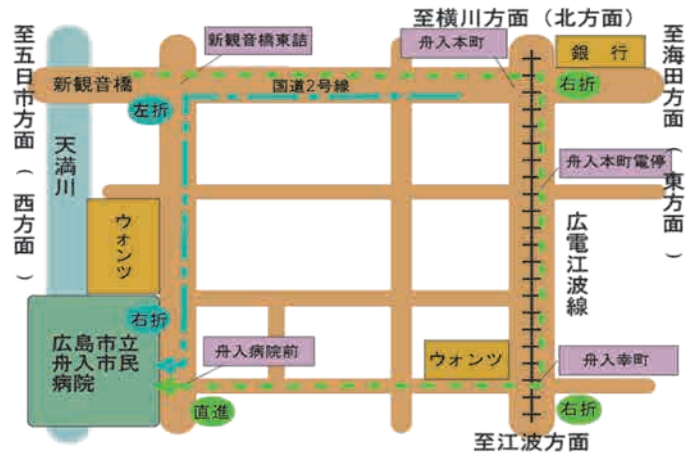 至横川方面（北方面）
至五日市方面（西方面）
新観音橋東詰
舟入本町
銀　行
至海田方面（東方面）
新観音橋
国道2号線
左折
右折
天満川
舟入本町電停
ウォンツ
広電江波線
右折
広島市立
舟入市民
病院
舟入病院前
ウォンツ
舟入幸町
直進
右折
至江波方面